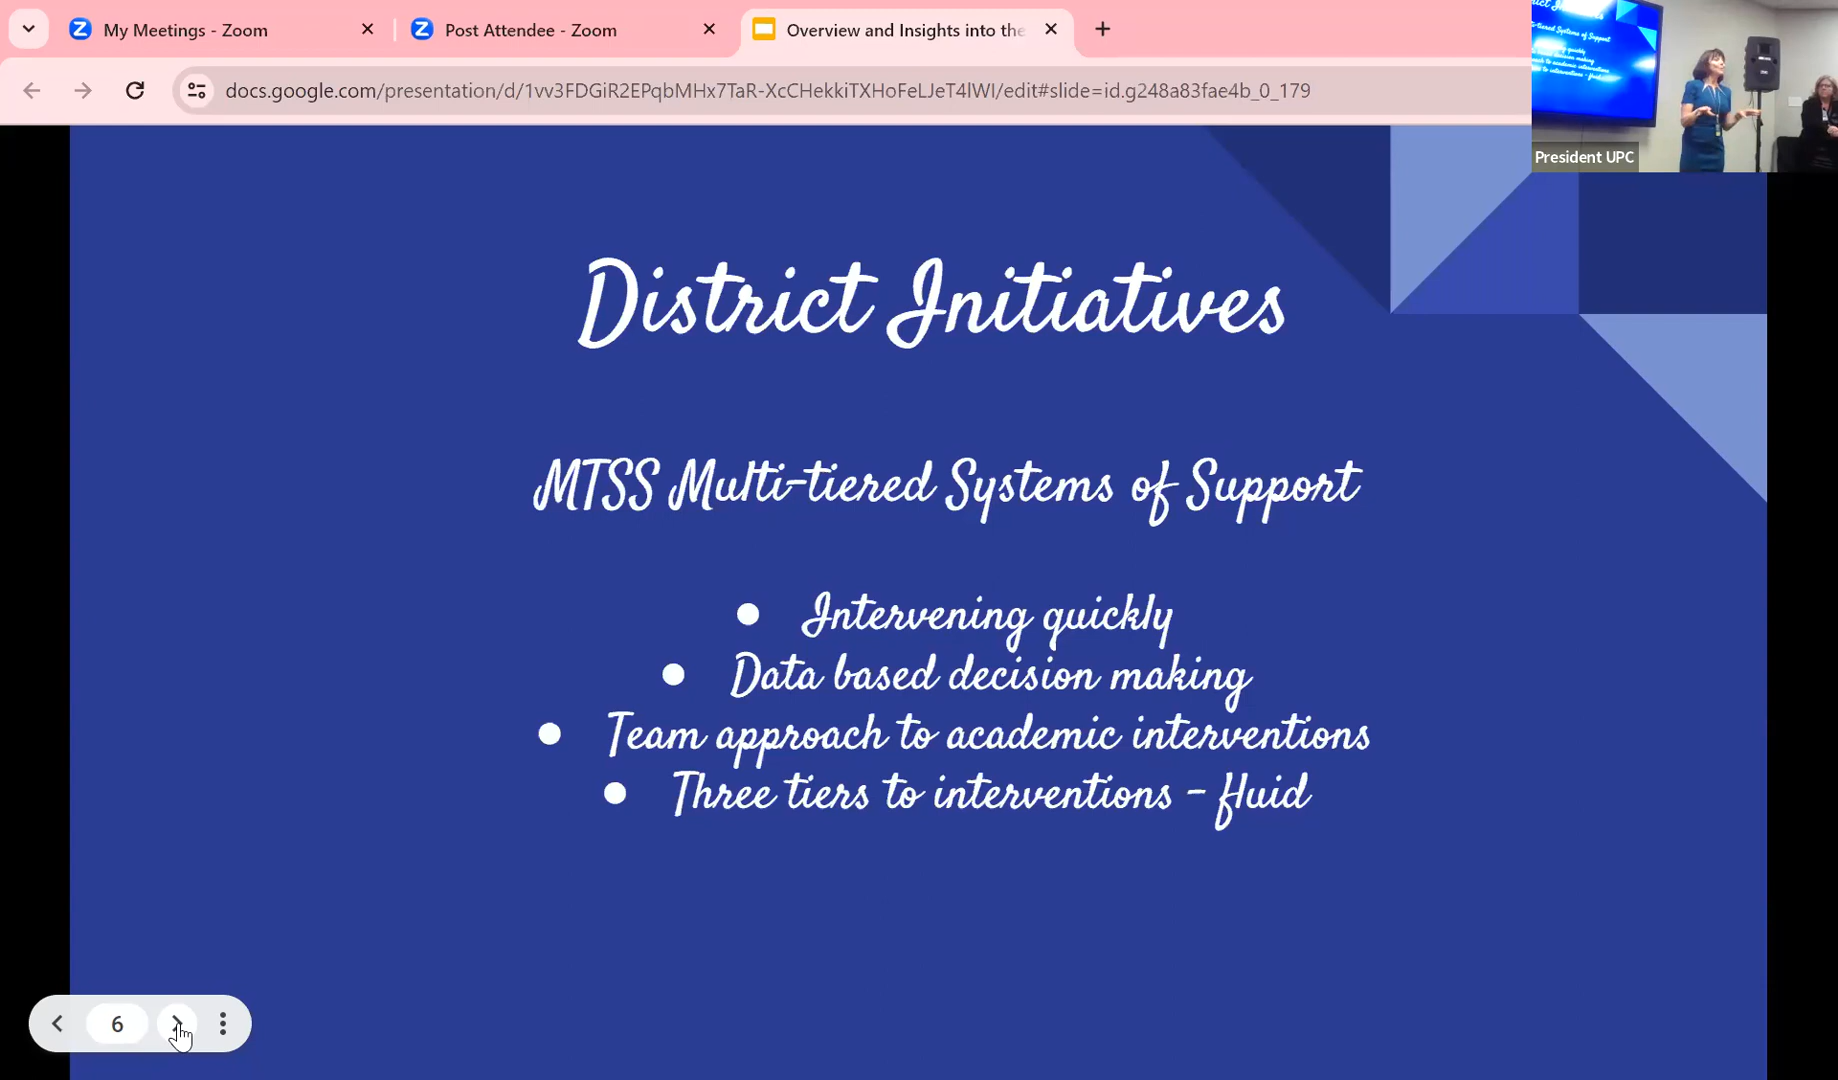 My Meetings - Zoom
Post Attendee - Zoom
Overview and Insights into the
docs.google.com/presentation/d/1vv3FDGiR2EPqbMHx7TaR-XcCHekkiTXHoFeLJeT4lWI/edit#slide=id.g248a83fae4b_0_179
President UPC
District Initiatives
MTSS Multi-tiered Systems of Support
● Intervening quickly
● Data based decision making
● Team approach to academic interventions
● Three tiers to interventions - fluid
6